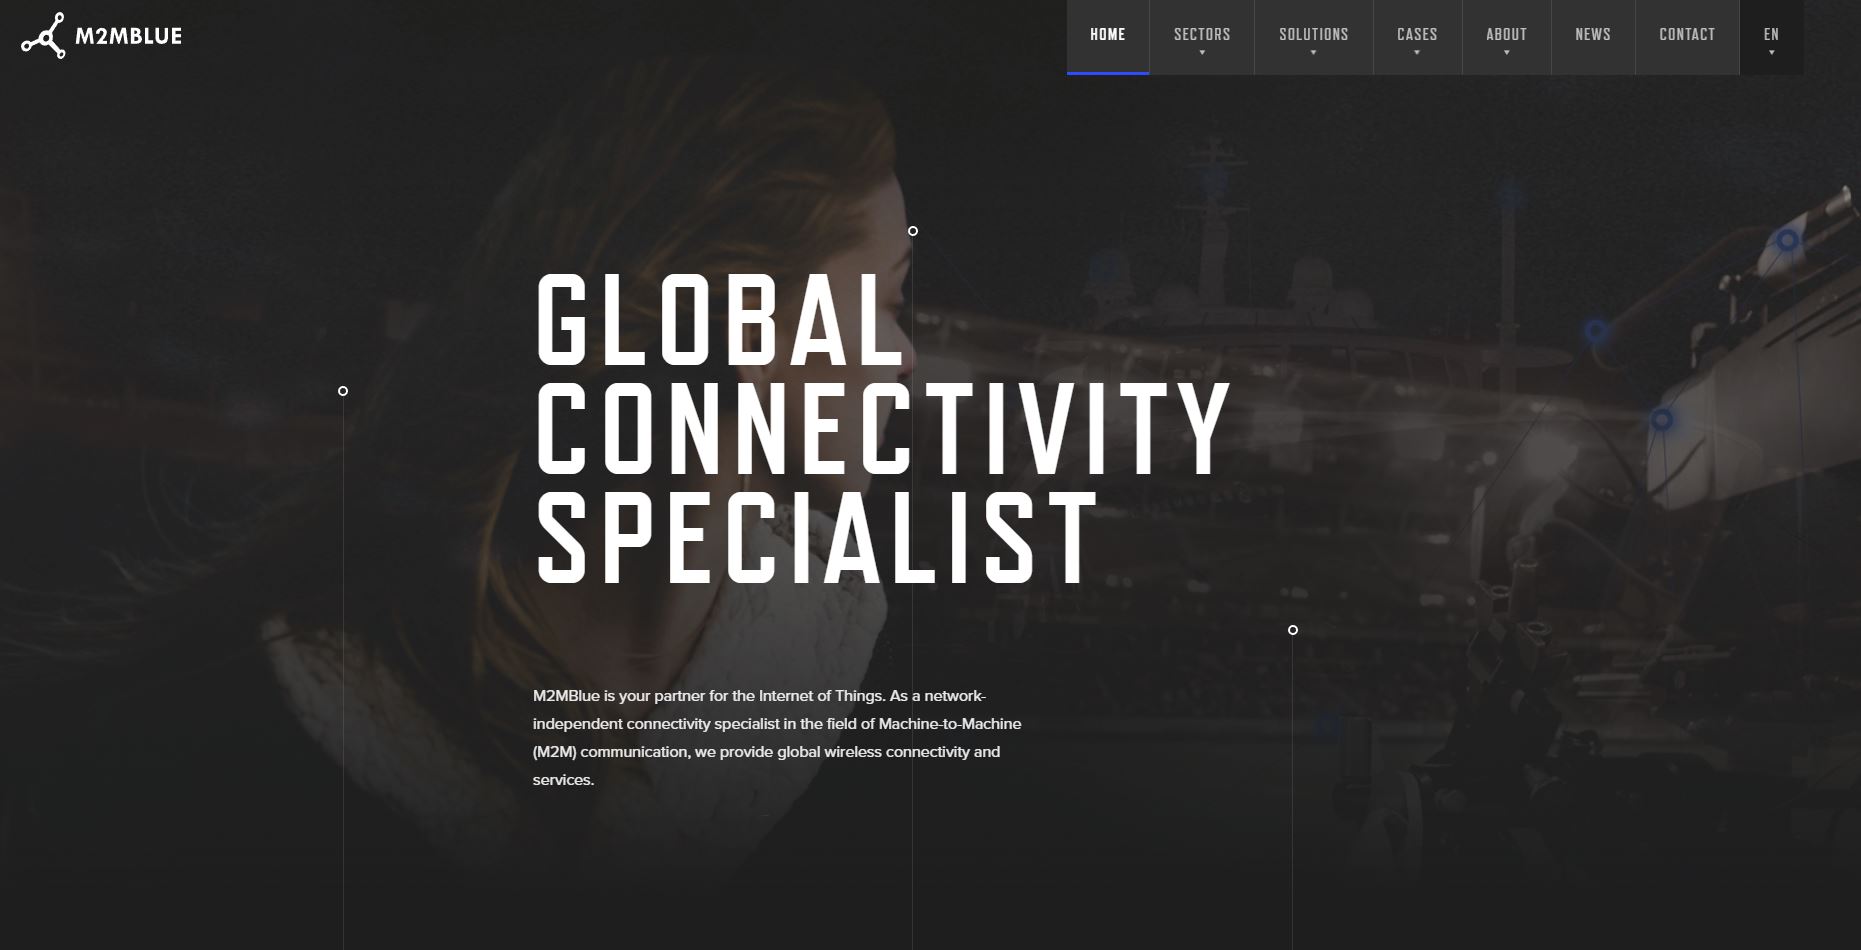 M2MBLUE
HOME
SECTORS
SOLUTIONS
CASES
ABOUT
NEWS
CONTACT
EN
GLOBAL
CONNECTIVITY
SPECIALIST
M2MBlue is your partner for the Internet of Things. As a network-
independent connectivity specialist in the field of Machine-to-Machine
(M2M) communication, we provide global wireless connectivity and
services.